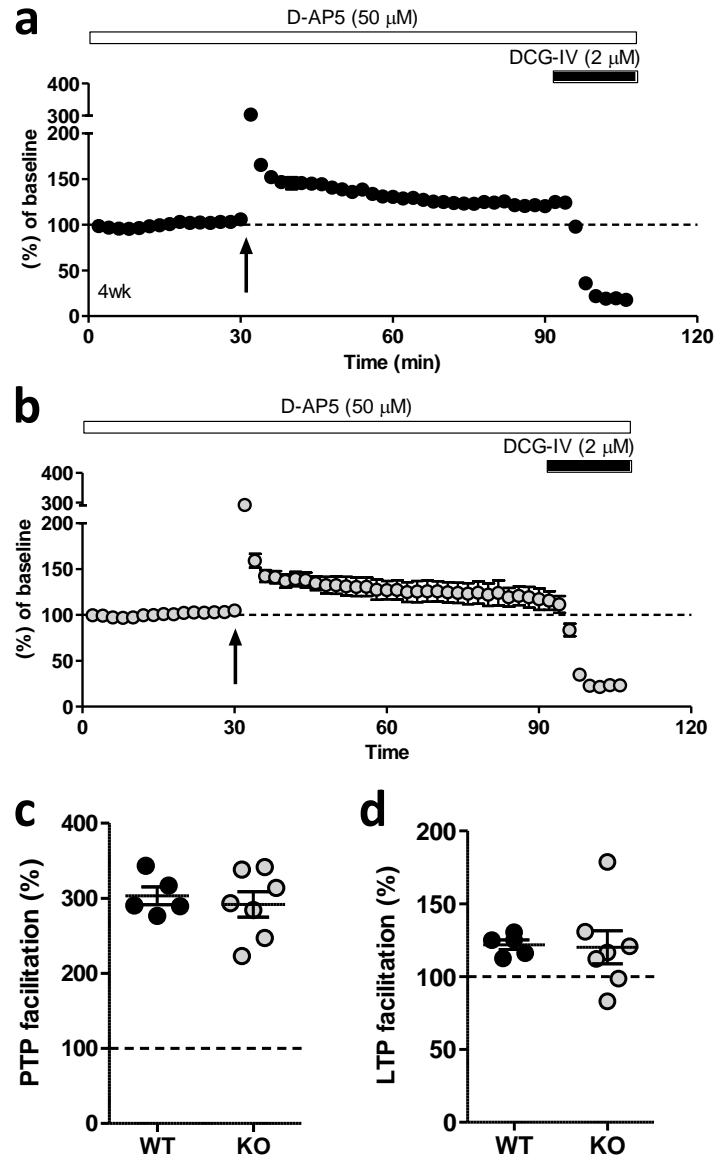 a
D-AP5 (50 μM)
DCG-IV (2 μM)
400
300
200
150
100
50
0
(%) of baseline
4wk
0 30 60 90 120
Time (min)
b
D-AP5 (50 μM)
DCG-IV (2 μM)
400
300
200
150
100
50
0
(%) of baseline
0 30 60 90 120
Time
c
400
300
200
100
0
PTP facilitation (%)
WT KO
d
200
150
100
50
0
LTP facilitation (%)
WT KO